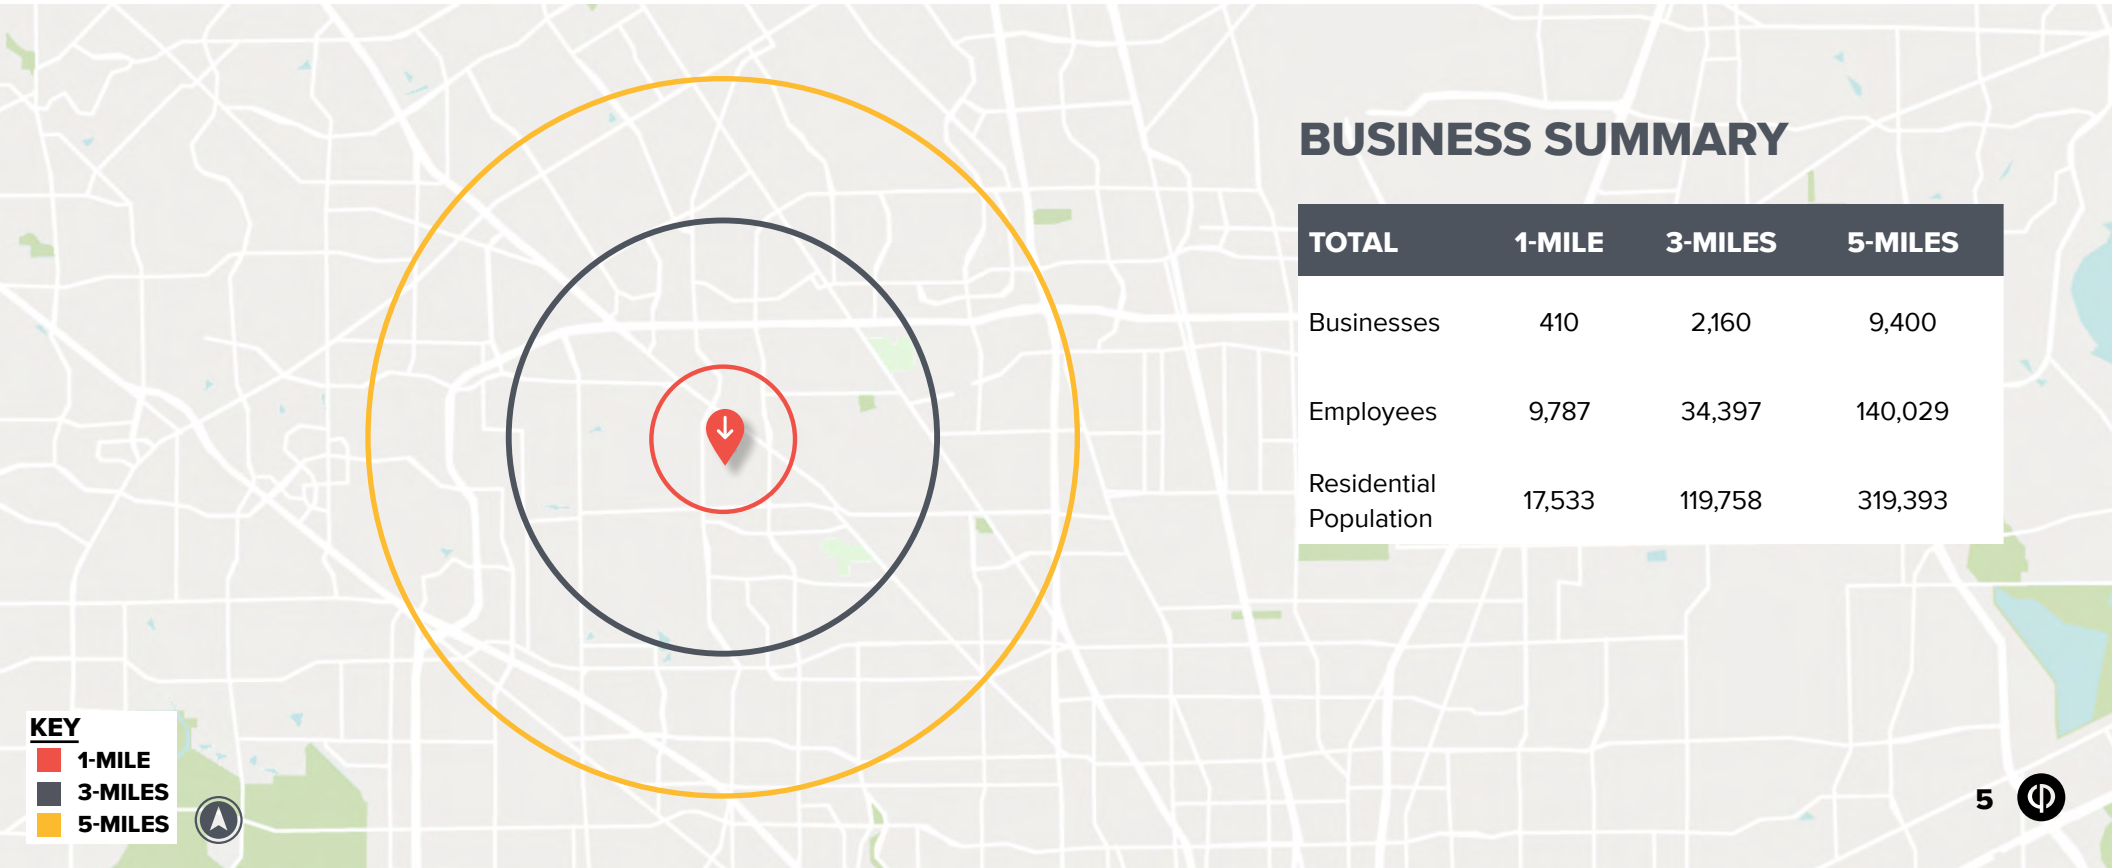 BUSINESS SUMMARY
TOTAL 1-MILE 3-MILES 5-MILES
Businesses 410 2,160 9,400
Employees 9,787 34,397 140,029
Residential
Population 17,533 119,758 319,393
KEY
1-MILE
3-MILES
5-MILES
5